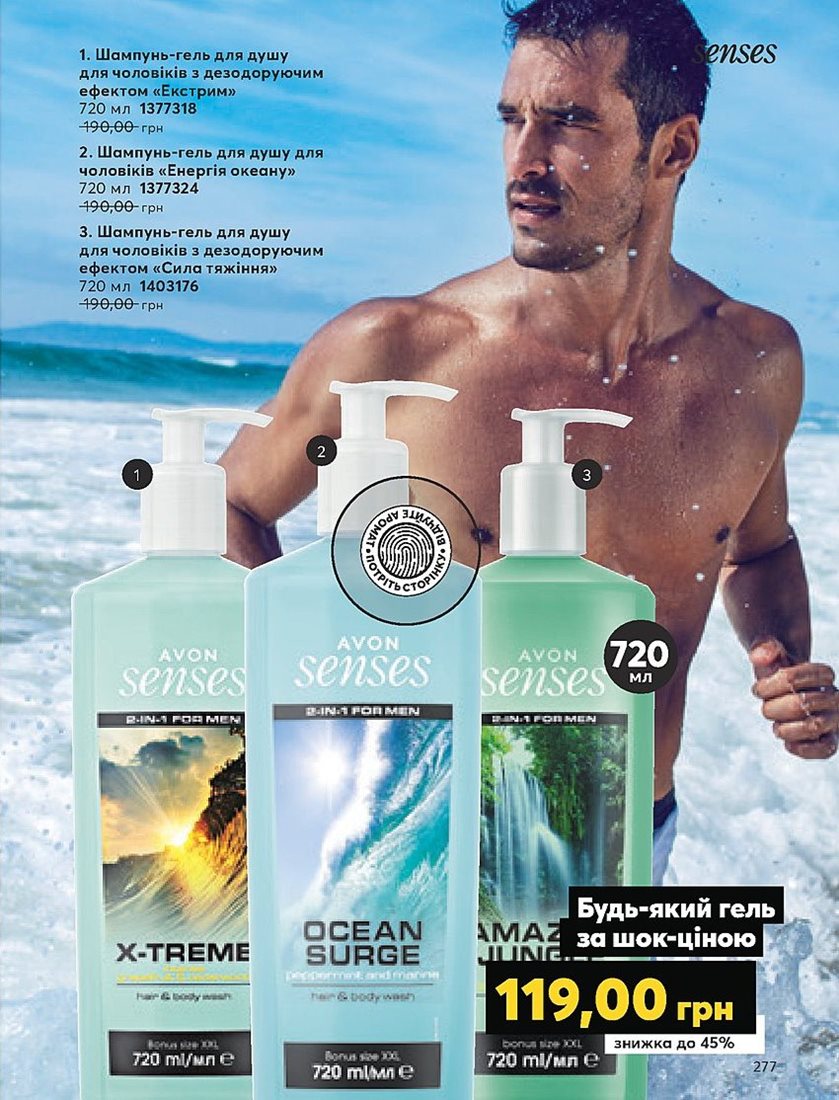 senses
1. Шампунь-гель для душу
для чоловіків з дезодоруючим
ефектом «Екстрим»
720 мл 1377318
190,00 грн
2. Шампунь-гель для душу для
чоловіків «Енергія океану»
720 мл 1377324
190,00 грн
3. Шампунь-гель для душу
для чоловіків з дезодоруючим
ефектом «Сила тяжіння»
720 мл 1403176
190,00 грн
1
2
3
ВІДЧУЙТЕ АРОМАТ • ПОТРІТЬ СТОРІНКУ •
AVON
senses
2-IN-1 FOR MEN
X-TREME
hair & body wash
Bonus size XXL
720 ml/мл e
AVON
senses
2-IN-1 FOR MEN
OCEAN
SURGE
peppermint and marine
hair & body wash
Bonus size XXL
720 ml/мл e
AVON
senses
2-IN-1 FOR MEN
AMAZ
JUNGL
bonus size XXL
720 ml/мл e
720
мл
Будь-який гель
за шок-ціною
119,00 грн
знижка до 45%
277